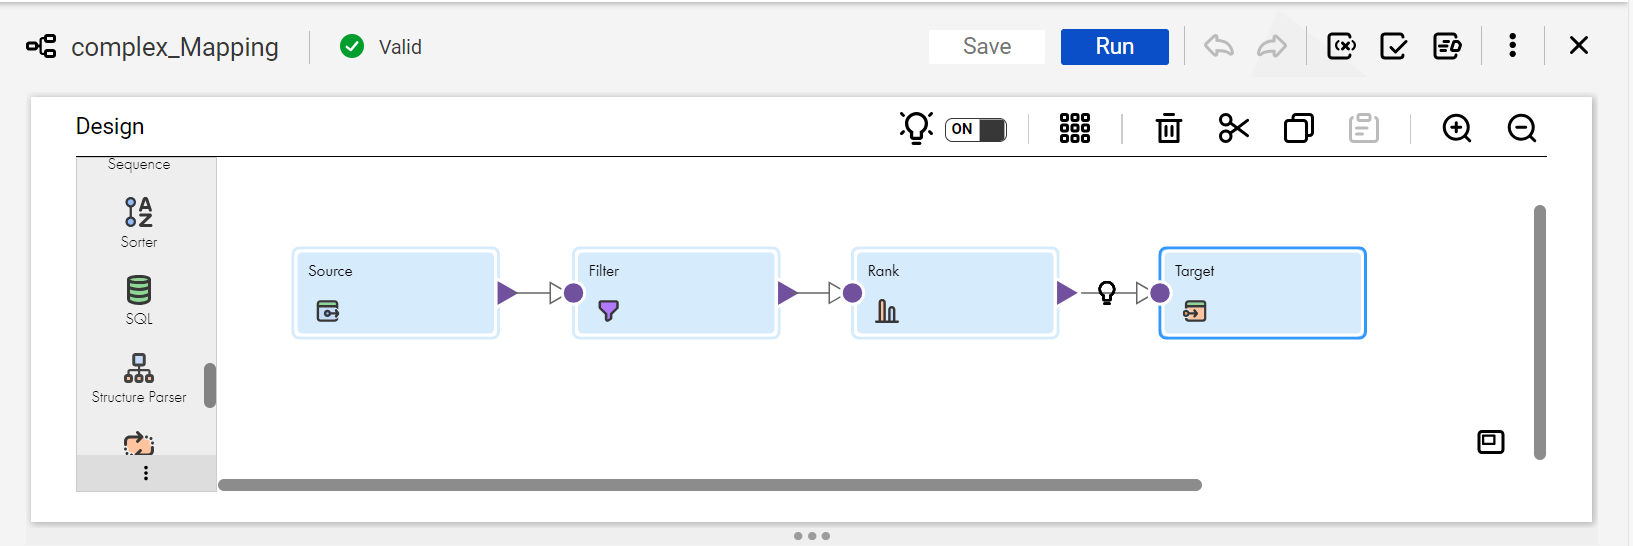 complex_Mapping
Valid
Save
Run
Design
ON
Sequence
Sorter
SQL
Structure Parser
Source
Filter
Rank
Target